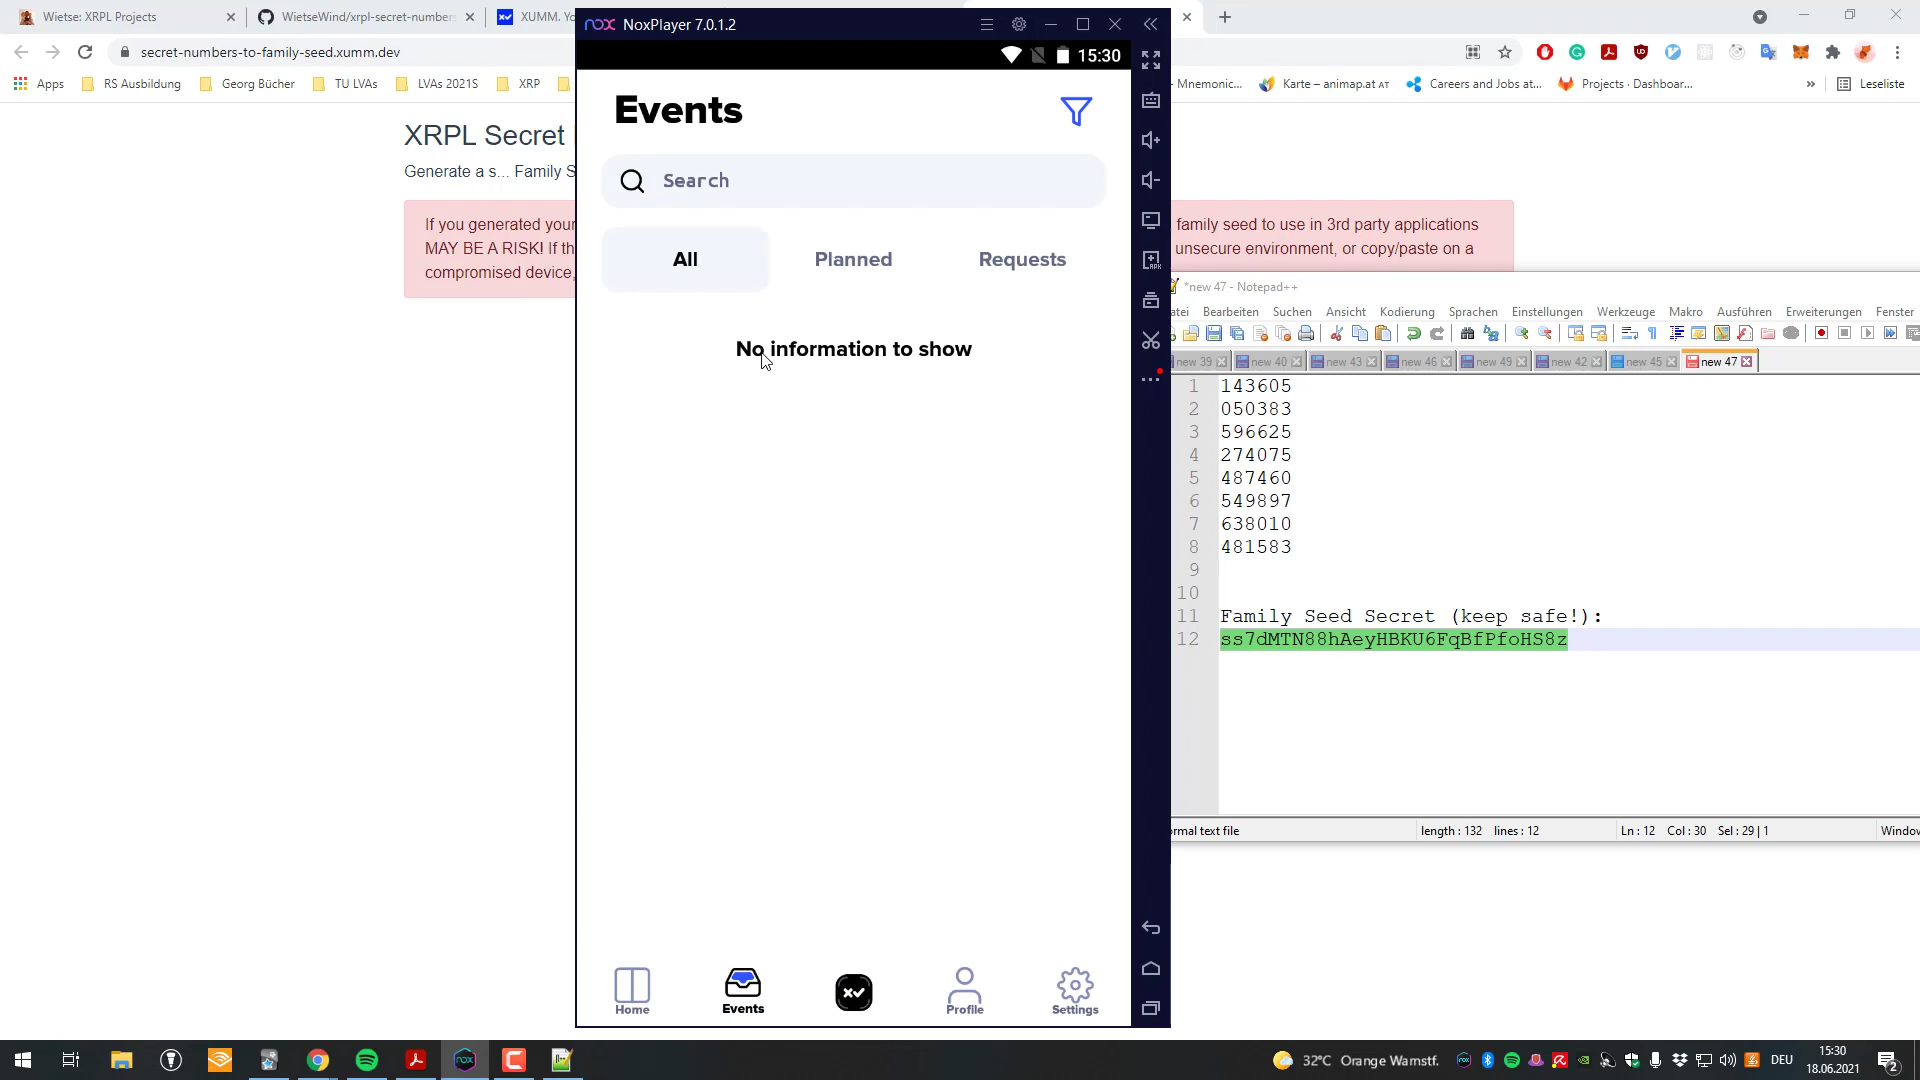 Wietse: XRPL Projects
WietseWind/xrpl-secret-numbers
XUMM. Yo
NoxPlayer 7.0.1.2
secret-numbers-to-family-seed.xumm.dev
15:30
Apps
RS Ausbildung
Georg Bücher
TU LVAs
LVAs 2021S
XRP
- Mnemonic...
Karte – animap.at AT
Careers and Jobs at...
Projects · Dashboar...
»
Leseliste
Events
XRPL Secret
Generate a s... Family S
Search
If you generated your
family seed to use in 3rd party applications
MAY BE A RISK! If th
unsecure environment, or copy/paste on a
compromised device,
All
Planned
Requests
No information to show
*new 47 - Notepad++
atei
Bearbeiten
Suchen
Ansicht
Kodierung
Sprachen
Einstellungen
Werkzeuge
Makro
Ausführen
Erweiterungen
Fenster
new 39
new 40
new 43
new 46
new 49
new 42
new 45
new 47
1 143605
2 050383
3 596625
4 274075
5 487460
6 549897
7 638010
8 481583
9
10
11 Family Seed Secret (keep safe!):
12 ss7dMTN88hAeyHBKU6FqBfPfoHS8z
ormal text file
length : 132 lines : 12
Ln : 12 Col : 30 Sel : 29 | 1
Window
Home
Events
Profile
Settings
32°C Orange Warnstf.
DEU
15:30
18.06.2021
2